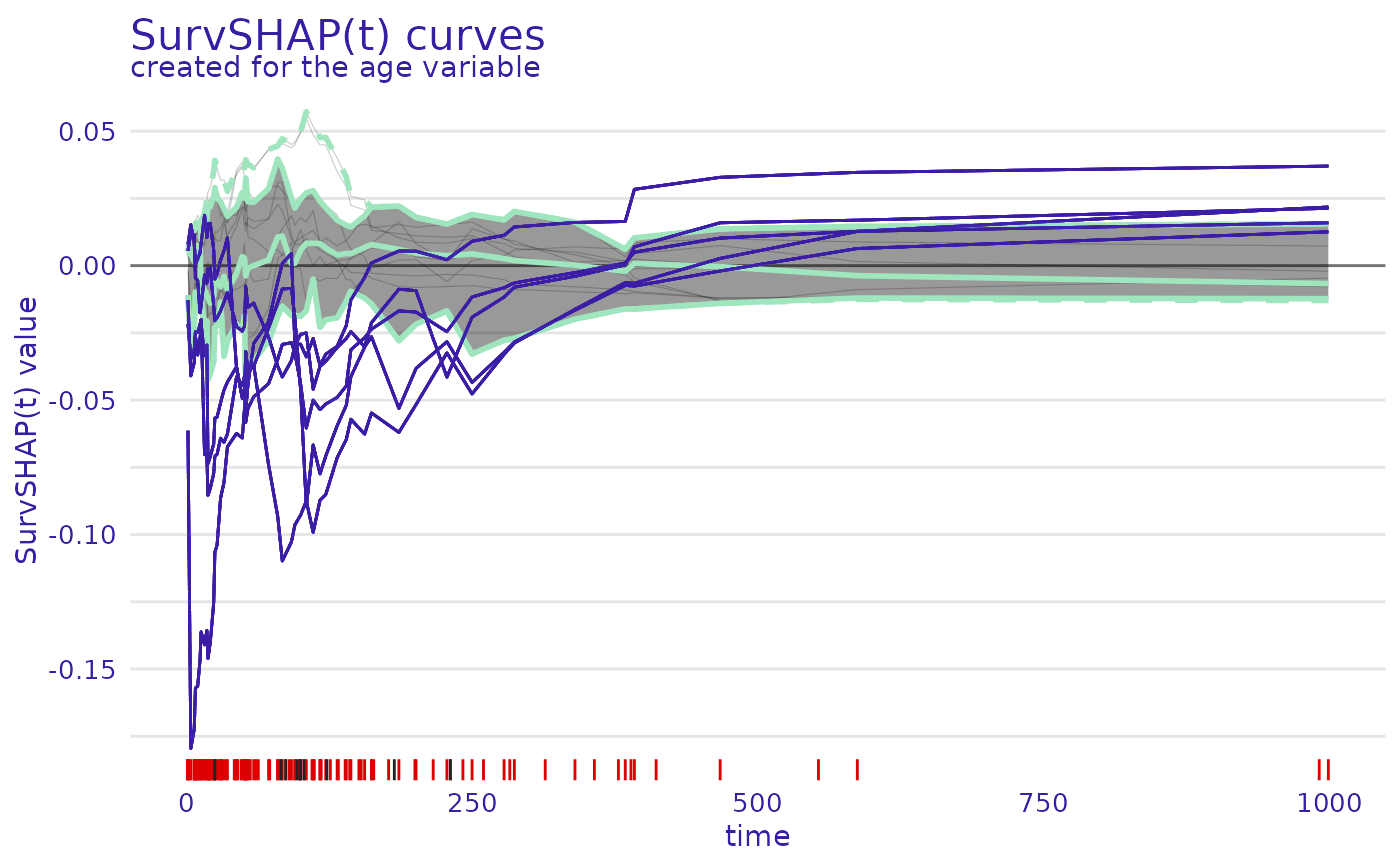 SurvSHAP(t) curves
created for the age variable
0.05
0.00
-0.05
-0.10
-0.15
SurvSHAP(t) value
0
250
500
750
1000
time